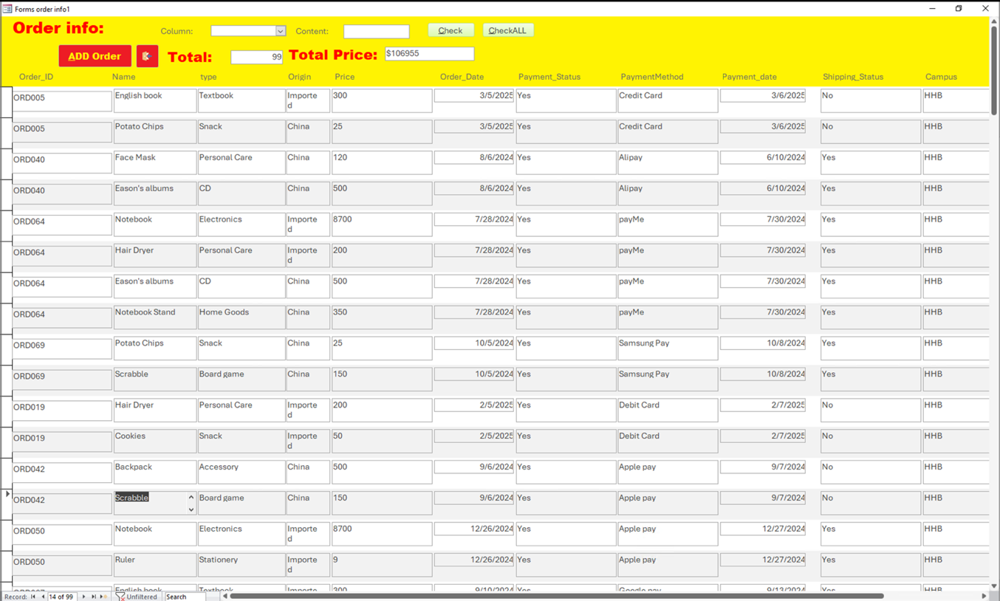 Forms order info1
Order info: Column: Content: Check CheckALL
ADD Order Total: 99 Total Price: $106955
Order_ID Name type Origin Price Order_Date Payment_Status PaymentMethod Payment_date Shipping_Status Campus
ORD005 English book Textbook Imported 300 3/5/2025 Yes Credit Card 3/6/2025 No HHB
ORD005 Potato Chips Snack China 25 3/5/2025 Yes Credit Card 3/6/2025 No HHB
ORD040 Face Mask Personal Care China 120 8/6/2024 Yes Alipay 6/10/2024 Yes HHB
ORD040 Eason's albums CD China 500 8/6/2024 Yes Alipay 6/10/2024 Yes HHB
ORD064 Notebook Electronics Imported 8700 7/28/2024 Yes payMe 7/30/2024 Yes HHB
ORD064 Hair Dryer Personal Care Imported 200 7/28/2024 Yes payMe 7/30/2024 Yes HHB
ORD064 Eason's albums CD China 500 7/28/2024 Yes payMe 7/30/2024 Yes HHB
ORD064 Notebook Stand Home Goods China 350 7/28/2024 Yes payMe 7/30/2024 Yes HHB
ORD069 Potato Chips Snack China 25 10/5/2024 Yes Samsung Pay 10/8/2024 Yes HHB
ORD069 Scrabble Board game China 150 10/5/2024 Yes Samsung Pay 10/8/2024 Yes HHB
ORD019 Hair Dryer Personal Care Imported 200 2/5/2025 Yes Debit Card 2/7/2025 No HHB
ORD019 Cookies Snack Imported 50 2/5/2025 Yes Debit Card 2/7/2025 No HHB
ORD042 Backpack Accessory China 500 9/6/2024 Yes Apple pay 9/7/2024 No HHB
ORD042 Scrabble Board game China 150 9/6/2024 Yes Apple pay 9/7/2024 No HHB
ORD050 Notebook Electronics Imported 8700 12/26/2024 Yes Apple pay 12/27/2024 Yes HHB
ORD050 Ruler Stationery Imported 9 12/26/2024 Yes Apple pay 12/27/2024 Yes HHB
English book Textbook Importe 300 9/10/2024 Yes Google pay 9/13/2024 Yes HHB
Record: 14 of 99 Unfiltered Search